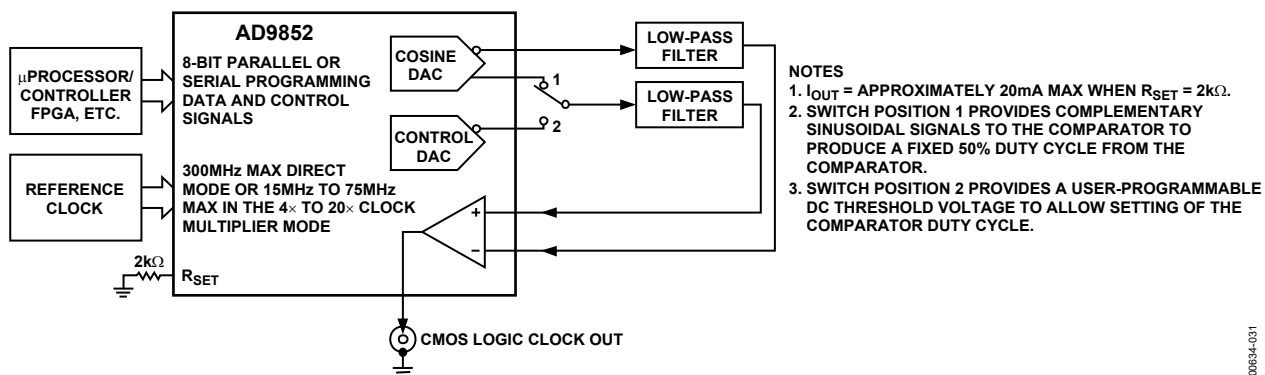 AD9852
μPROCESSOR/
CONTROLLER
FPGA, ETC.
8-BIT PARALLEL OR
SERIAL PROGRAMMING
DATA AND CONTROL
SIGNALS
COSINE
DAC
CONTROL
DAC
1
2
LOW-PASS
FILTER
LOW-PASS
FILTER
REFERENCE
CLOCK
300MHz MAX DIRECT
MODE OR 15MHz TO 75MHz
MAX IN THE 4× TO 20× CLOCK
MULTIPLIER MODE
+
–
2kΩ
RSET
CMOS LOGIC CLOCK OUT
NOTES
1. IOUT = APPROXIMATELY 20mA MAX WHEN RSET = 2kΩ.
2. SWITCH POSITION 1 PROVIDES COMPLEMENTARY
SINUSOIDAL SIGNALS TO THE COMPARATOR TO
PRODUCE A FIXED 50% DUTY CYCLE FROM THE
COMPARATOR.
3. SWITCH POSITION 2 PROVIDES A USER-PROGRAMMABLE
DC THRESHOLD VOLTAGE TO ALLOW SETTING OF THE
COMPARATOR DUTY CYCLE.
00634-031